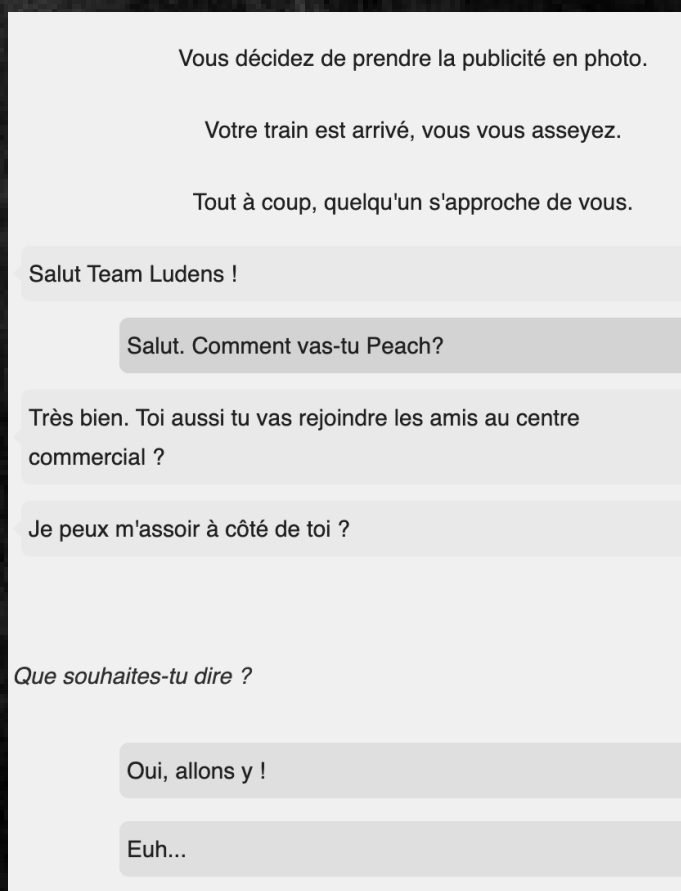 Vous décidez de prendre la publicité en photo.
Votre train est arrivé, vous vous asseyez.
Tout à coup, quelqu'un s'approche de vous.
Salut Team Ludens !
Salut. Comment vas-tu Peach?
Très bien. Toi aussi tu vas rejoindre les amis au centre
commercial ?
Je peux m'assoir à côté de toi ?
Que souhaites-tu dire ?
Oui, allons y !
Euh...